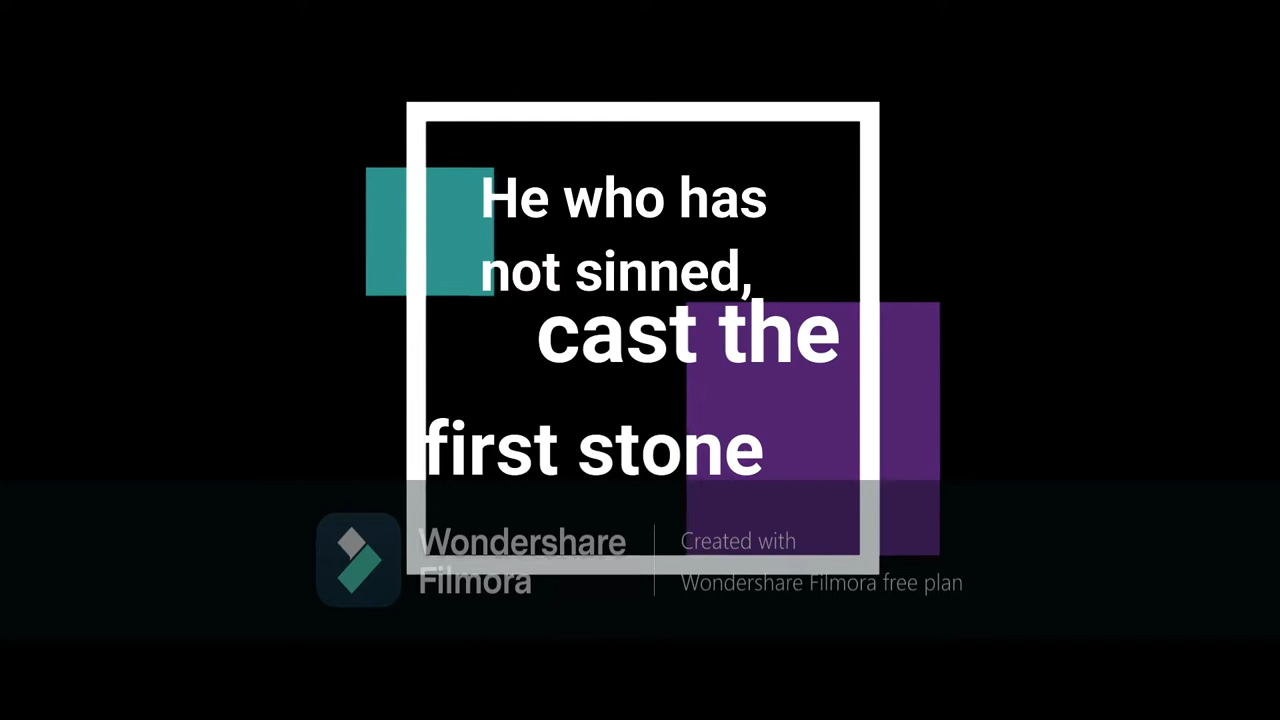 He who has
not sinned,
cast the
first stone
Wondershare
Filmora
Created with
Wondershare Filmora free plan